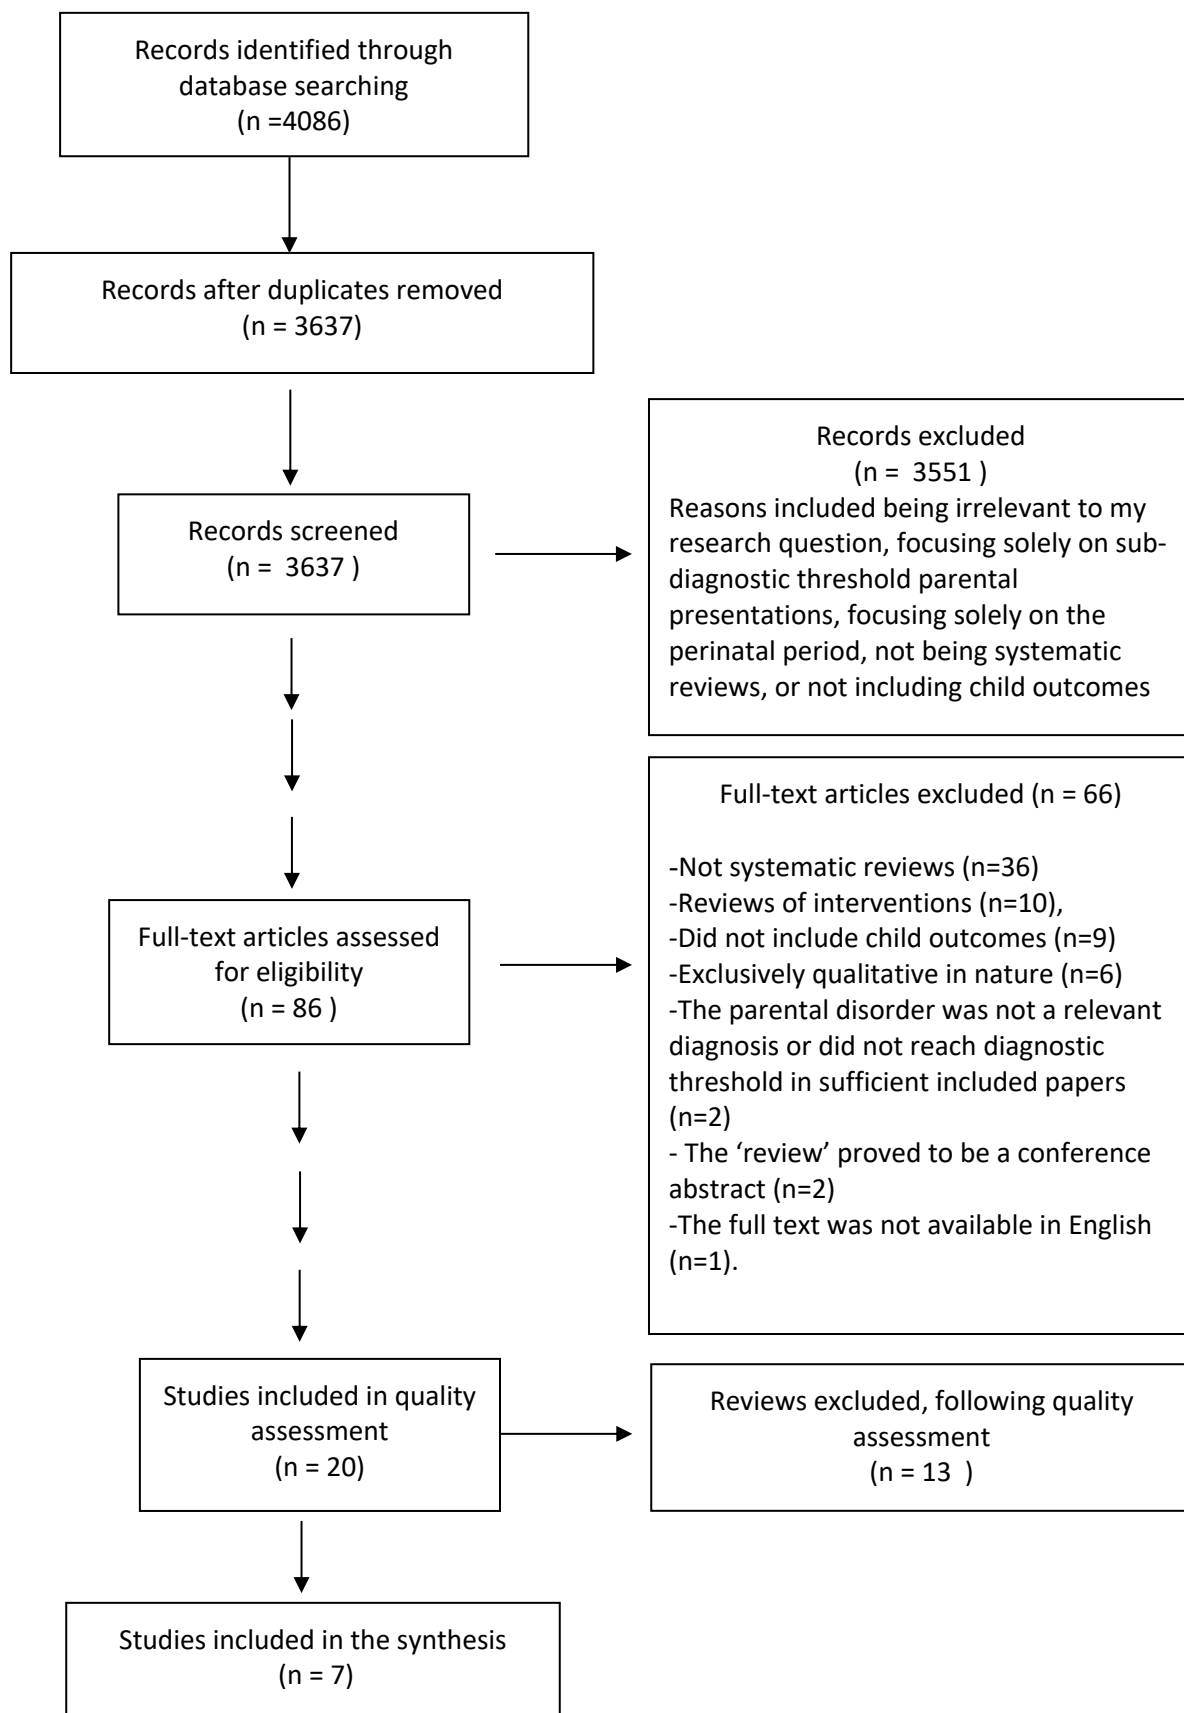 Records identified through
database searching
(n =4086)
Records after duplicates removed
(n = 3637)
Records screened
(n =  3637 )
Records excluded
(n =  3551 )
Reasons included being irrelevant to my
research question, focusing solely on sub-
diagnostic threshold parental
presentations, focusing solely on the
perinatal period, not being systematic
reviews, or not including child outcomes
Full-text articles assessed
for eligibility
(n = 86 )
Full-text articles excluded (n = 66)
-Not systematic reviews (n=36)
-Reviews of interventions (n=10),
-Did not include child outcomes (n=9)
-Exclusively qualitative in nature (n=6)
-The parental disorder was not a relevant
diagnosis or did not reach diagnostic
threshold in sufficient included papers
(n=2)
- The ‘review’ proved to be a conference
abstract (n=2)
-The full text was not available in English
(n=1).
Studies included in quality
assessment
(n = 20)
Reviews excluded, following quality
assessment
(n = 13  )
Studies included in the synthesis
(n = 7)